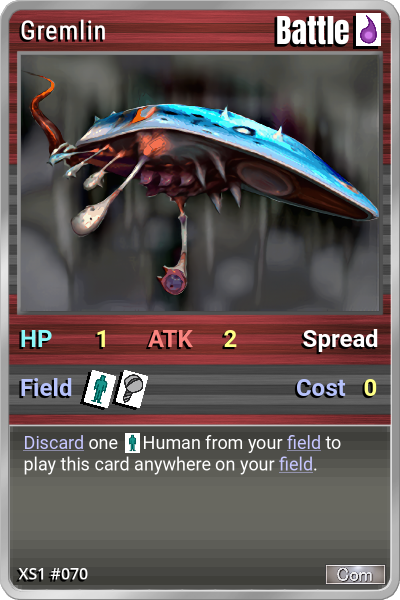 Gremlin Battle
HP 1 ATK 2 Spread
Field Cost 0
Discard one Human from your field to
play this card anywhere on your field.
XS1 #070 Com